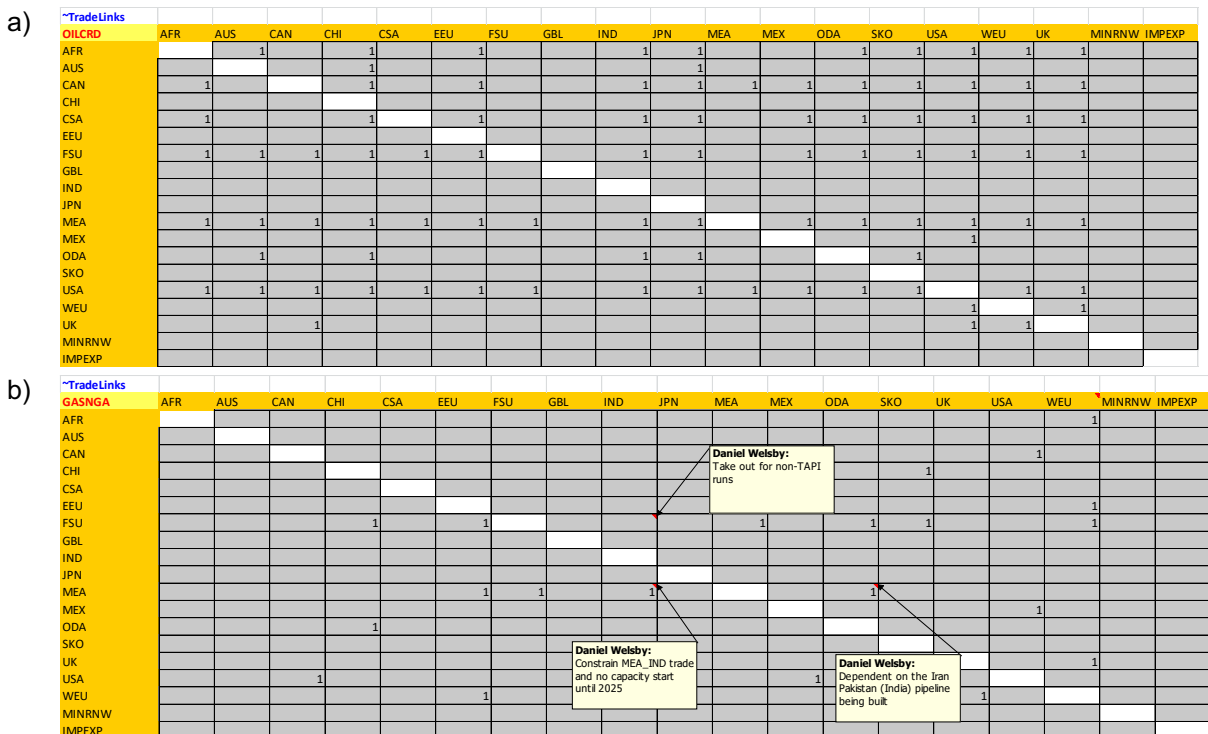 a)
~TradeLinks
OILCRD AFR AUS CAN CHI CSA EEU FSU GBL IND JPN MEA MEX ODA SKO USA WEU UK MINRNW IMPEXP
AFR 1 1 1 1 1 1 1 1 1 1
AUS 1 1
CAN 1 1 1 1 1 1 1 1 1 1 1 1
CHI
CSA 1 1 1 1 1 1 1 1 1 1 1
EEU
FSU 1 1 1 1 1 1 1 1 1 1 1 1 1 1
GBL
IND
JPN
MEA 1 1 1 1 1 1 1 1 1 1 1 1 1 1 1
MEX 1
ODA 1 1 1 1 1
SKO
USA 1 1 1 1 1 1 1 1 1 1 1 1 1 1 1
WEU 1 1
UK 1 1 1
MINRNW
IMPEXP
b)
~TradeLinks
GASNGA AFR AUS CAN CHI CSA EEU FSU GBL IND JPN MEA MEX ODA SKO UK USA WEU MINRNW IMPEXP
AFR 1
AUS
CAN 1
CHI 1
CSA
EEU 1
FSU 1 1 1 1 1 1
GBL
IND
JPN
MEA 1 1 1 1
MEX 1
ODA 1
SKO
UK 1
USA 1 1
WEU 1 1
MINRNW
IMPEXP
Daniel Welsby:
Take out for non-TAPI
runs
Daniel Welsby:
Constrain MEA_IND trade
and no capacity start
until 2025
Daniel Welsby:
Dependent on the Iran
Pakistan (India) pipeline
being built